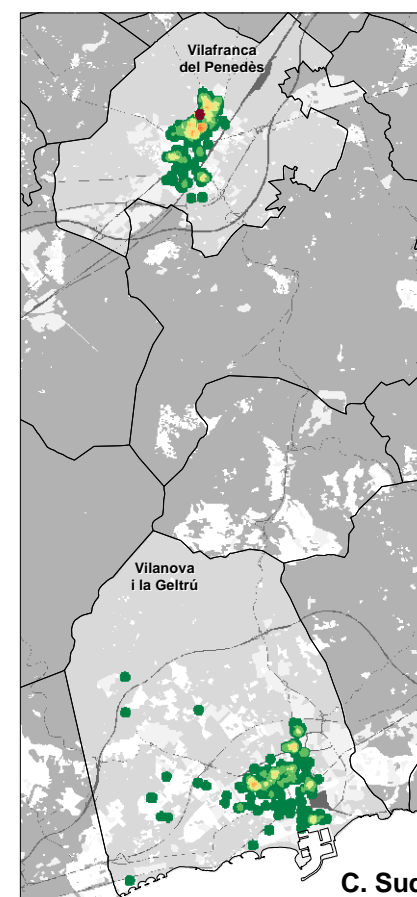 Vilafranca
del Penedès
Vilanova
i la Geltrú
C. Suc